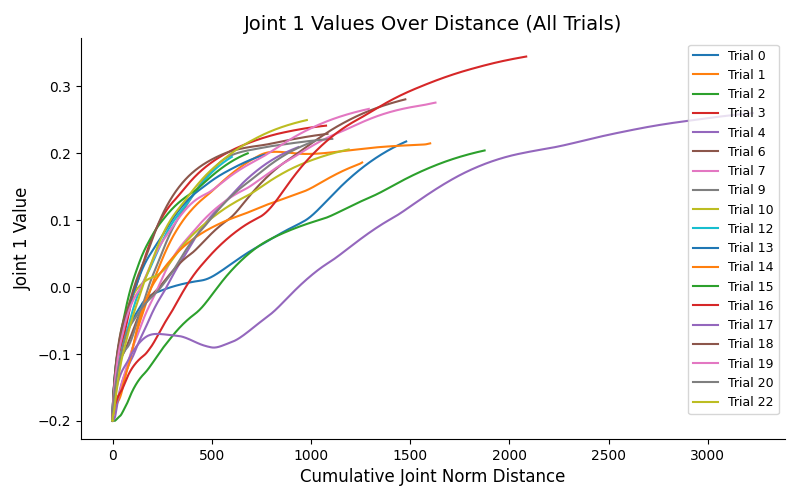 Joint 1 Values Over Distance (All Trials)
Joint 1 Value
0.3
0.2
0.1
0.0
−0.1
−0.2
0
500
1000
1500
2000
2500
3000
Cumulative Joint Norm Distance
Trial 0
Trial 1
Trial 2
Trial 3
Trial 4
Trial 6
Trial 7
Trial 9
Trial 10
Trial 12
Trial 13
Trial 14
Trial 15
Trial 16
Trial 17
Trial 18
Trial 19
Trial 20
Trial 22